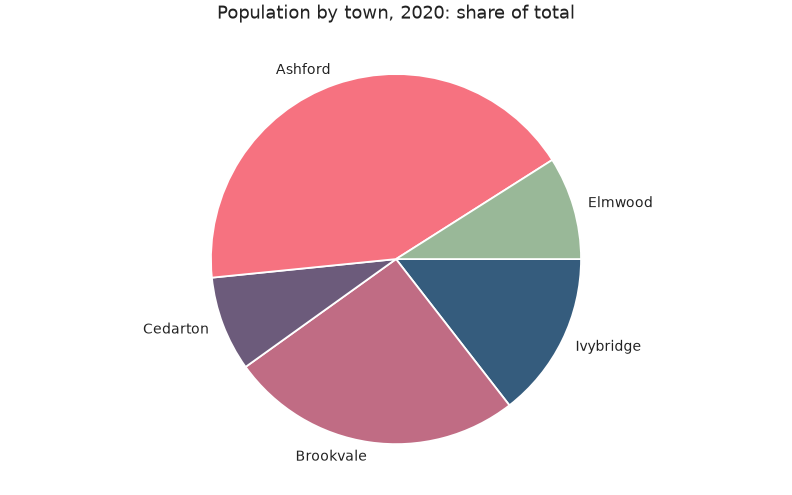 Population by town, 2020: share of total
Ashford
Elmwood
Cedarton
Ivybridge
Brookvale